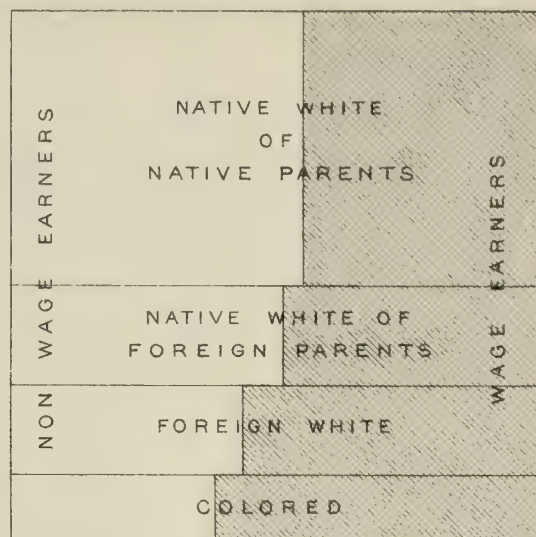 NATIVE WHITE
OF
NATIVE PARENTS
NATIVE WHITE OF
FOREIGN PARENTS
FOREIGN WHITE
COLORED
NON WAGE EARNERS
WAGE EARNERS